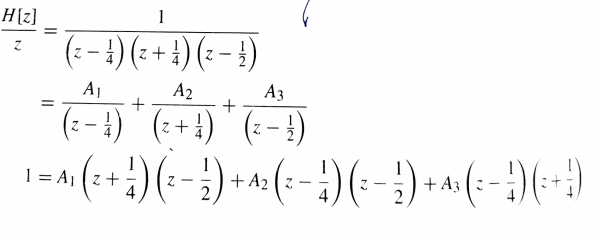 H[z]/z = 1/((z − 1/4)(z + 1/4)(z − 1/2))
= A₁/(z − 1/4) + A₂/(z + 1/4) + A₃/(z − 1/2)
1 = A₁(z + 1/4)(z − 1/2) + A₂(z − 1/4)(z − 1/2) + A₃(z − 1/4)(z + 1/4)